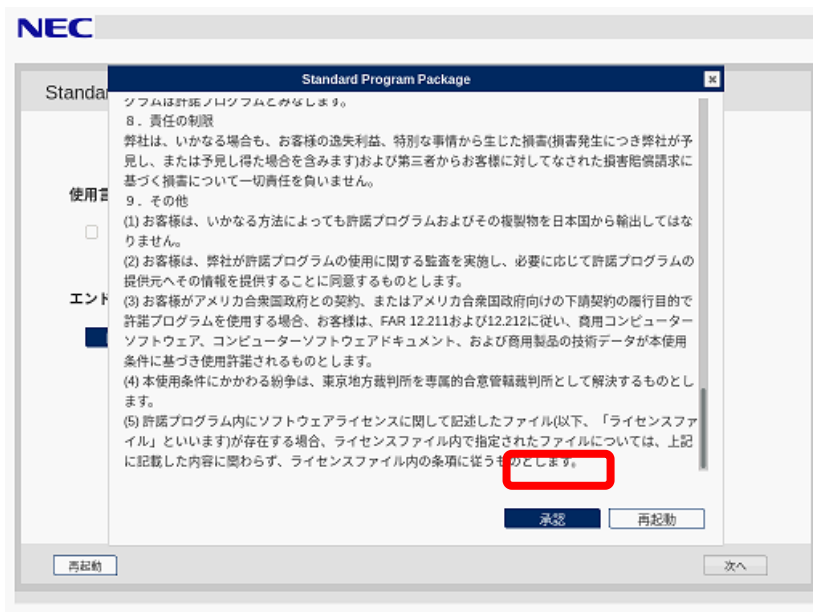 NEC
Standard Program Package
Standa
グラムは許諾プログラムとみなします。
8．責任の制限
弊社は、いかなる場合も、お客様の逸失利益、特別な事情から生じた損害(損害発生につき弊社が予
見し、または予見し得た場合を含みます)および第三者からお客様に対してなされた損害賠償請求に
基づく損害について一切責任を負いません。
9．その他
(1) お客様は、いかなる方法によっても許諾プログラムおよびその複製物を日本国から輸出してはな
りません。
(2) お客様は、弊社が許諾プログラムの使用に関する監査を実施し、必要に応じて許諾プログラムの
提供元へその情報を提供することに同意するものとします。
(3) お客様がアメリカ合衆国政府との契約、またはアメリカ合衆国政府向けの下請契約の履行目的で
許諾プログラムを使用する場合、お客様は、FAR 12.211および12.212に従い、商用コンピューター
ソフトウェア、コンピューターソフトウェアドキュメント、および商用製品の技術データが本使用
条件に基づき使用許諾されるものとします。
(4) 本使用条件にかかわる紛争は、東京地方裁判所を専属的合意管轄裁判所として解決するものとし
ます。
(5) 許諾プログラム内にソフトウェアライセンスに関して記述したファイル(以下、「ライセンスファ
イル」といいます)が存在する場合、ライセンスファイル内で指定されたファイルについては、上記
に記載した内容に関わらず、ライセンスファイル内の条項に従うものとします。
使用言
エンド
承認
再起動
再起動
次へ